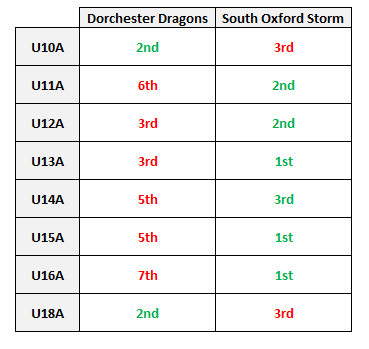 Dorchester Dragons South Oxford Storm
U10A 2nd 3rd
U11A 6th 2nd
U12A 3rd 2nd
U13A 3rd 1st
U14A 5th 3rd
U15A 5th 1st
U16A 7th 1st
U18A 2nd 3rd